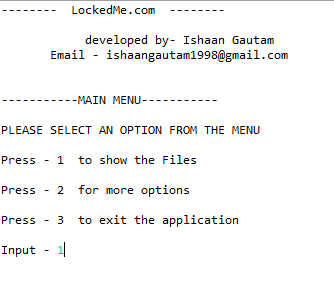 -------- LockedMe.com --------
developed by- Ishaan Gautam
Email - ishaangautam1998@gmail.com
-----------MAIN MENU-----------
PLEASE SELECT AN OPTION FROM THE MENU
Press - 1 to show the Files
Press - 2 for more options
Press - 3 to exit the application
Input - 1